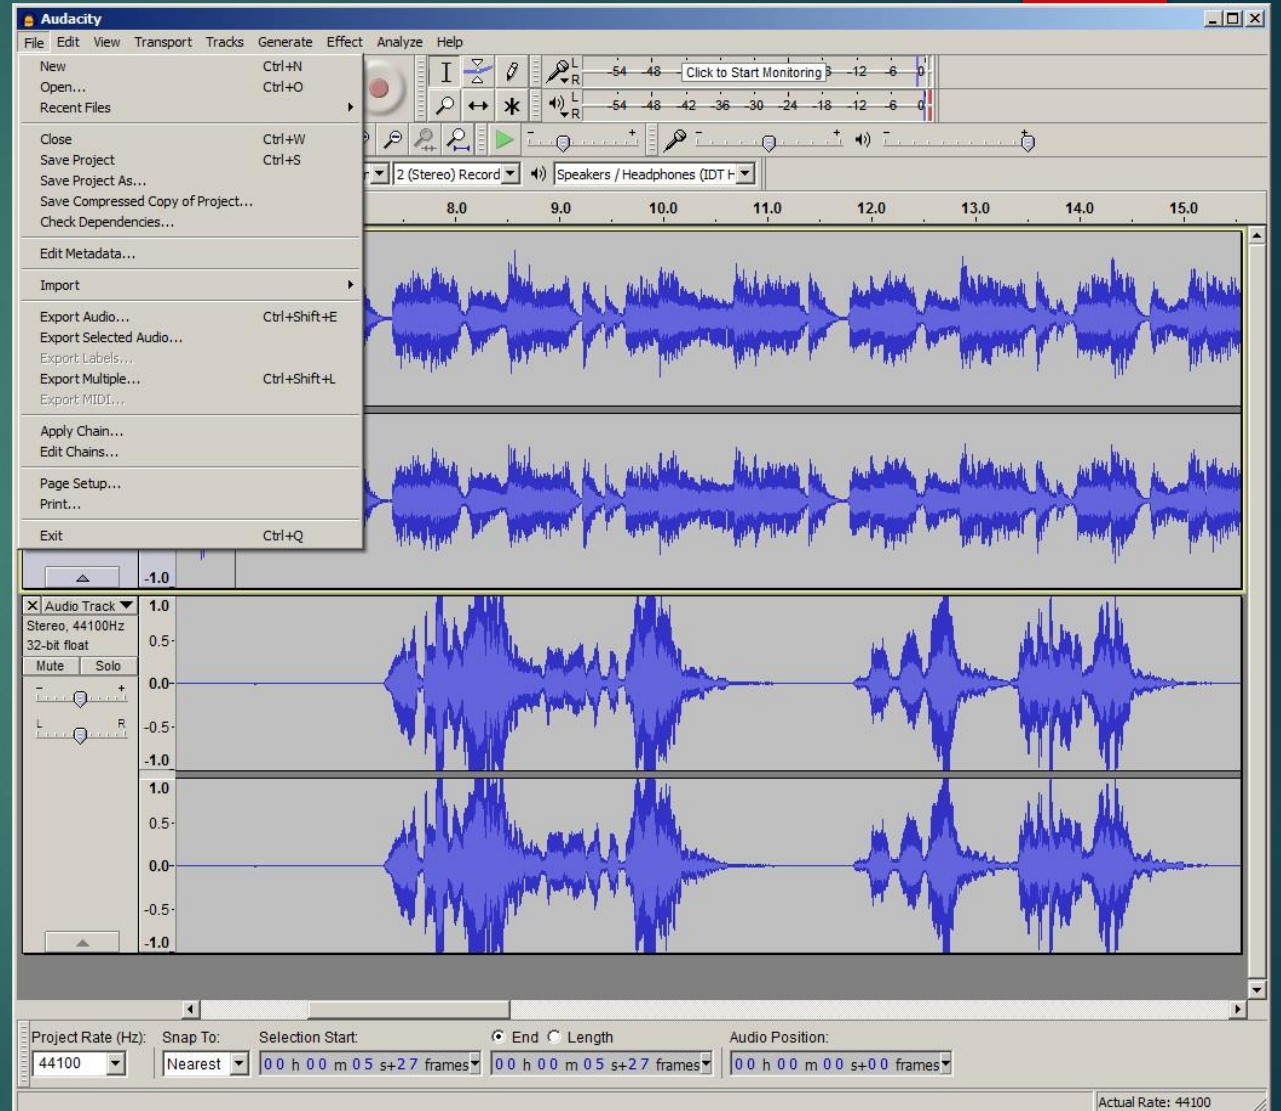 Audacity
File Edit View Transport Tracks Generate Effect Analyze Help
New Ctrl+N
Open... Ctrl+O
Recent Files
Close Ctrl+W
Save Project Ctrl+S
Save Project As...
Save Compressed Copy of Project...
Check Dependencies...
Edit Metadata...
Import
Export Audio... Ctrl+Shift+E
Export Selected Audio...
Export Labels...
Export Multiple... Ctrl+Shift+L
Export MIDI...
Apply Chain...
Edit Chains...
Page Setup...
Print...
Exit Ctrl+Q
L
R
-54 -48 Click to Start Monitoring -12 -6 0
L
R
-54 -48 -42 -36 -30 -24 -18 -12 -6 0
- + - + - +
2 (Stereo) Record Speakers / Headphones (IDT H
8.0 9.0 10.0 11.0 12.0 13.0 14.0 15.0
-1.0
X Audio Track 1.0
Stereo, 44100Hz
32-bit float 0.5
Mute Solo
- + 0.0
L R -0.5
-1.0
1.0
0.5
0.0
-0.5
-1.0
Project Rate (Hz): Snap To: Selection Start: End Length Audio Position:
44100 Nearest 00 h 00 m 05 s+27 frames 00 h 00 m 05 s+27 frames 00 h 00 m 00 s+00 frames
Actual Rate: 44100